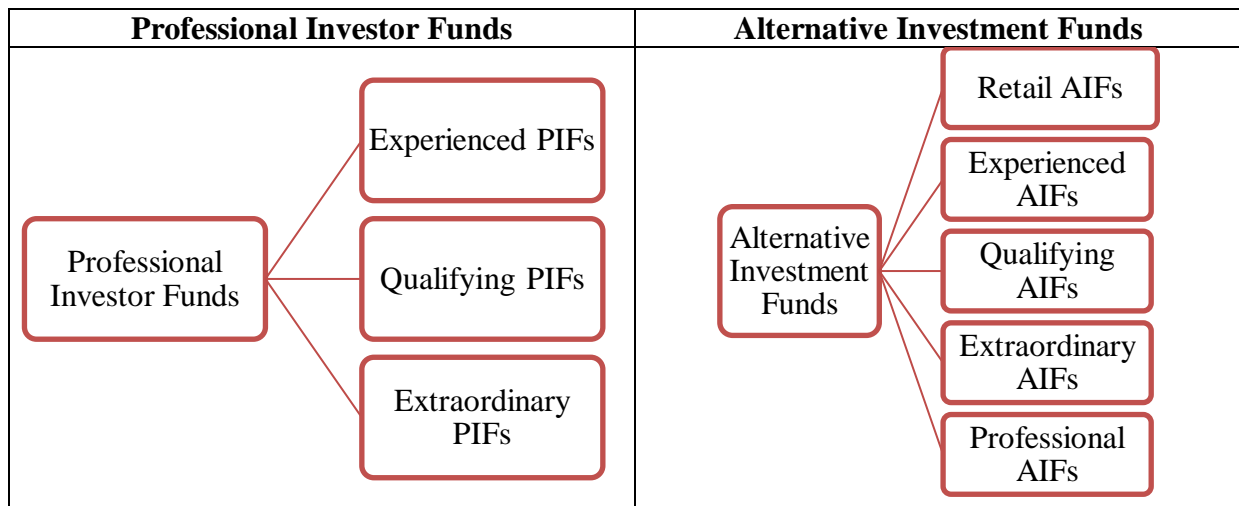 Professional Investor Funds
Alternative Investment Funds
Professional
Investor Funds
Experienced PIFs
Qualifying PIFs
Extraordinary
PIFs
Alternative
Investment
Funds
Retail AIFs
Experienced
AIFs
Qualifying
AIFs
Extraordinary
AIFs
Professional
AIFs